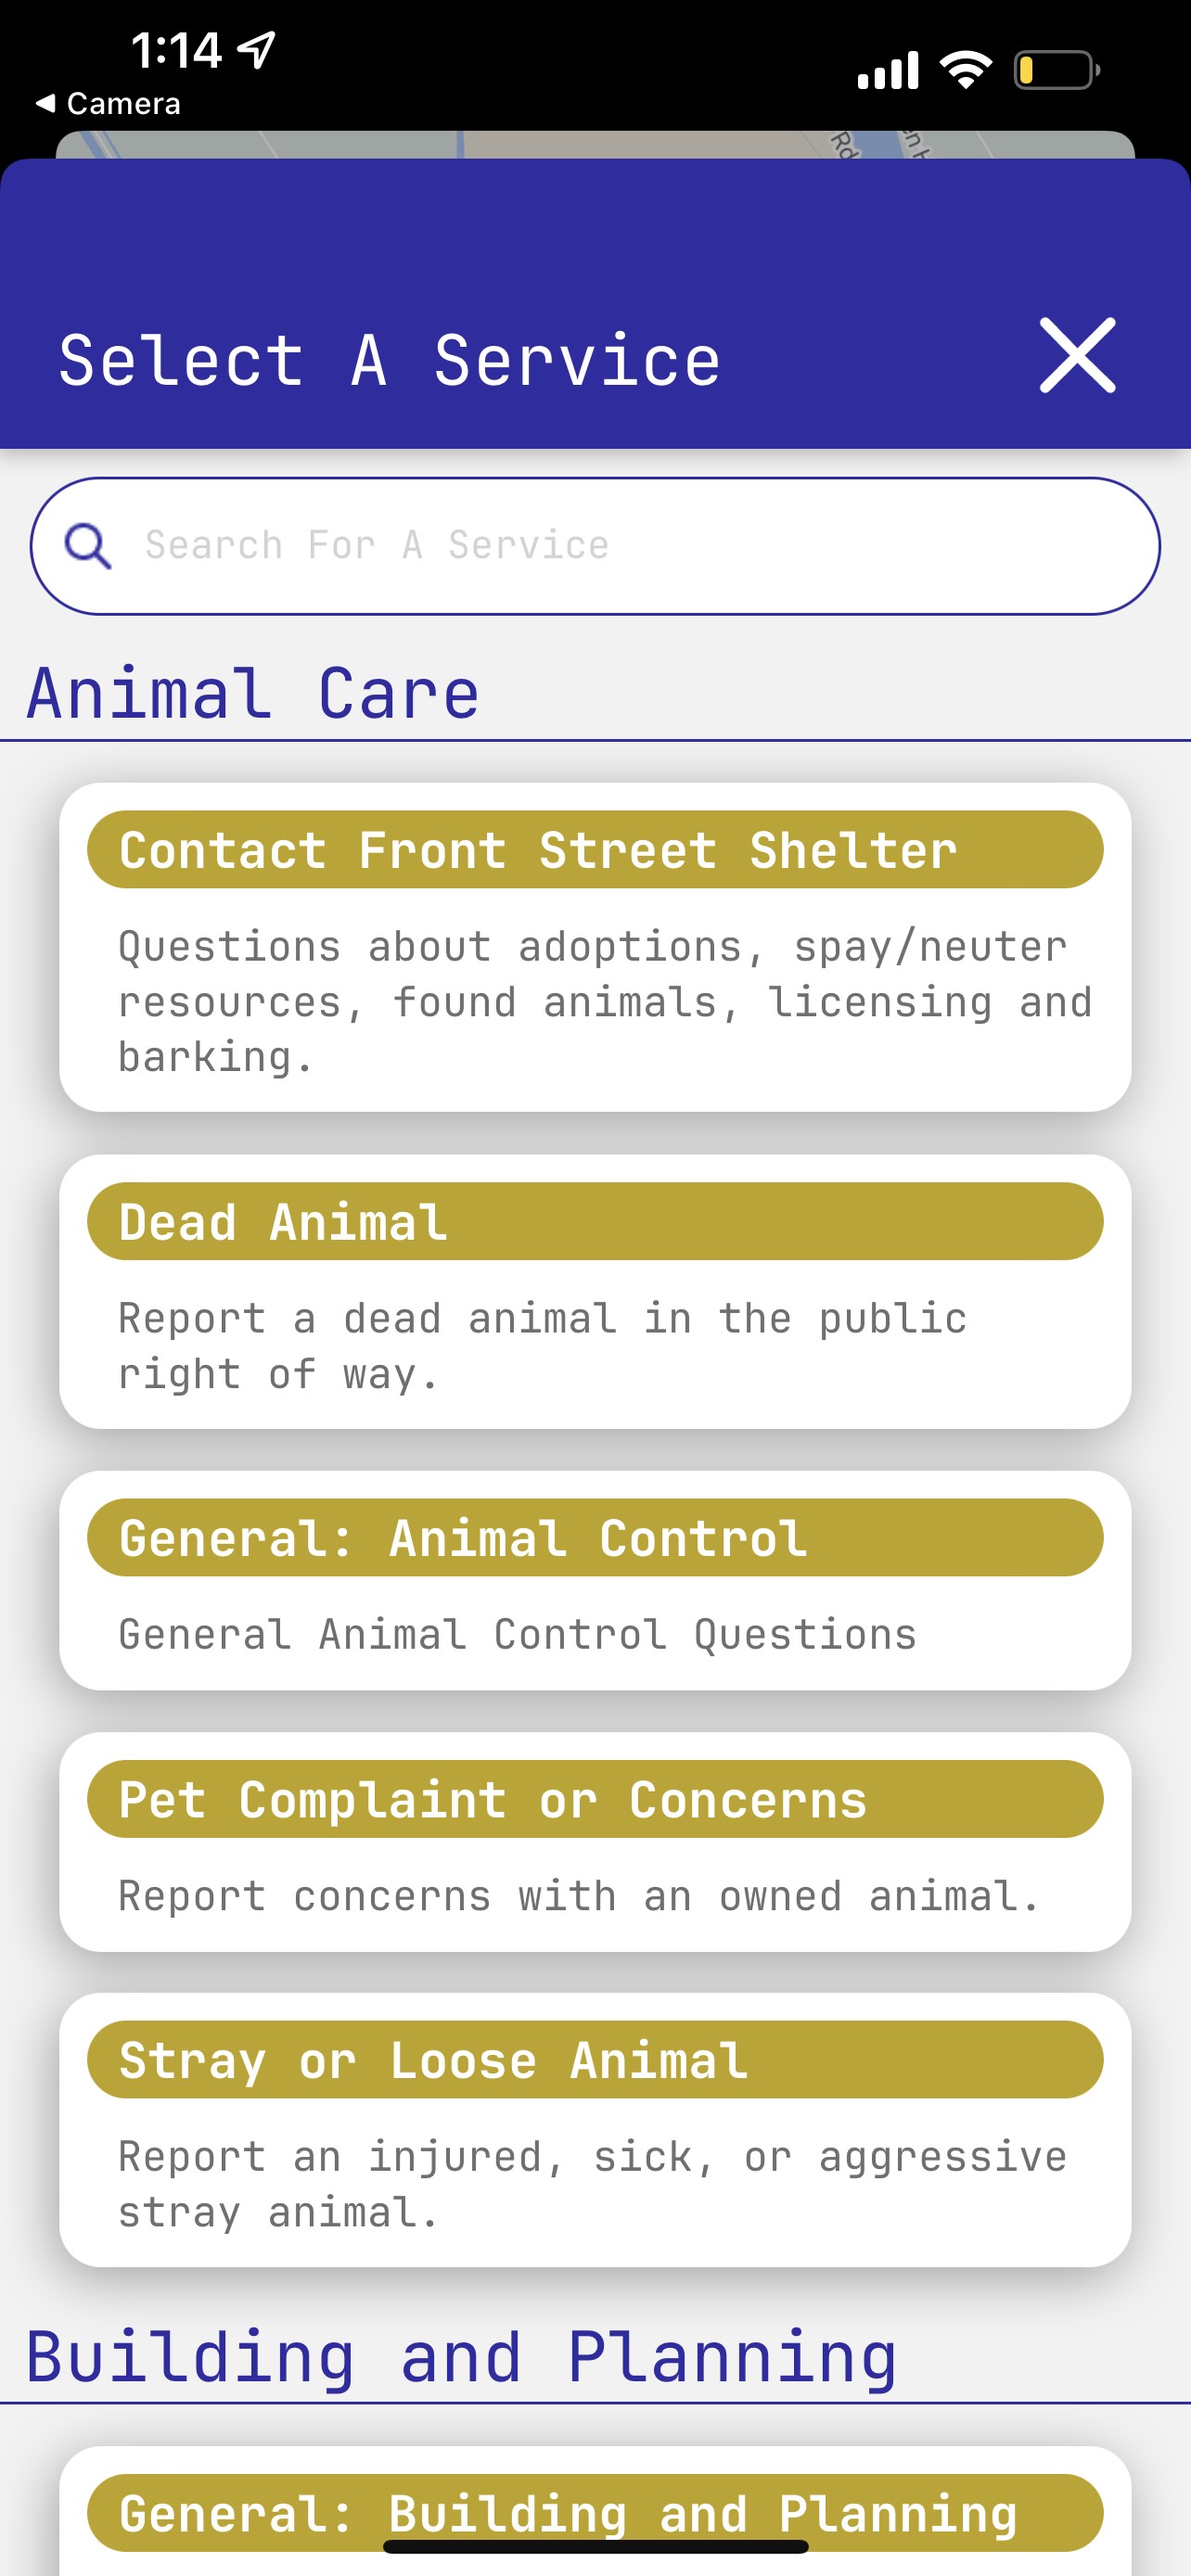 1:14
Camera
Rd
Select A Service
Search For A Service
Animal Care
Contact Front Street Shelter
Questions about adoptions, spay/neuter
resources, found animals, licensing and
barking.
Dead Animal
Report a dead animal in the public
right of way.
General: Animal Control
General Animal Control Questions
Pet Complaint or Concerns
Report concerns with an owned animal.
Stray or Loose Animal
Report an injured, sick, or aggressive
stray animal.
Building and Planning
General: Building and Planning